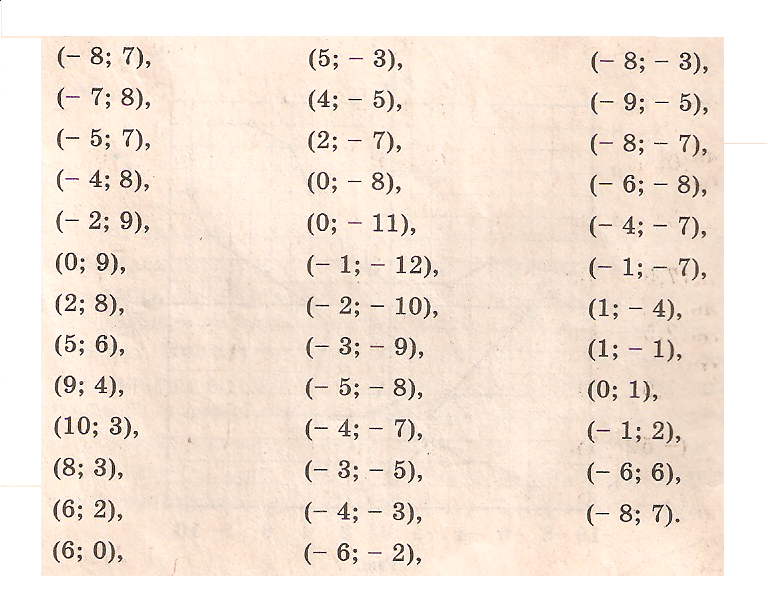 (– 8; 7),
(– 7; 8),
(– 5; 7),
(– 4; 8),
(– 2; 9),
(0; 9),
(2; 8),
(5; 6),
(9; 4),
(10; 3),
(8; 3),
(6; 2),
(6; 0),
(5; – 3),
(4; – 5),
(2; – 7),
(0; – 8),
(0; – 11),
(– 1; – 12),
(– 2; – 10),
(– 3; – 9),
(– 5; – 8),
(– 4; – 7),
(– 3; – 5),
(– 4; – 3),
(– 6; – 2),
(– 8; – 3),
(– 9; – 5),
(– 8; – 7),
(– 6; – 8),
(– 4; – 7),
(– 1; – 7),
(1; – 4),
(1; – 1),
(0; 1),
(– 1; 2),
(– 6; 6),
(– 8; 7).